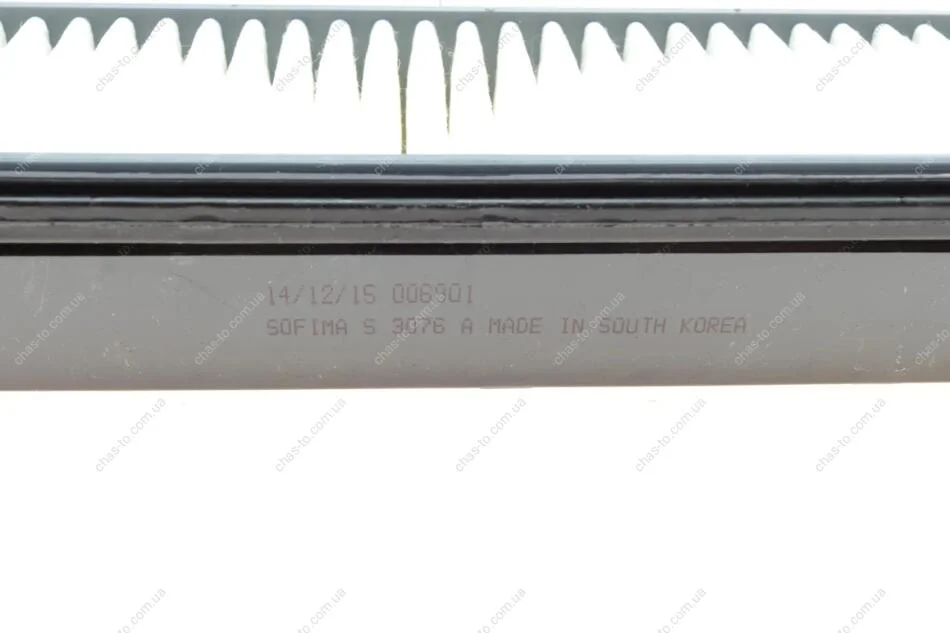 14/12/15 006901
SOFIMA S 3076 A MADE IN SOUTH KOREA
chas-to.com.ua